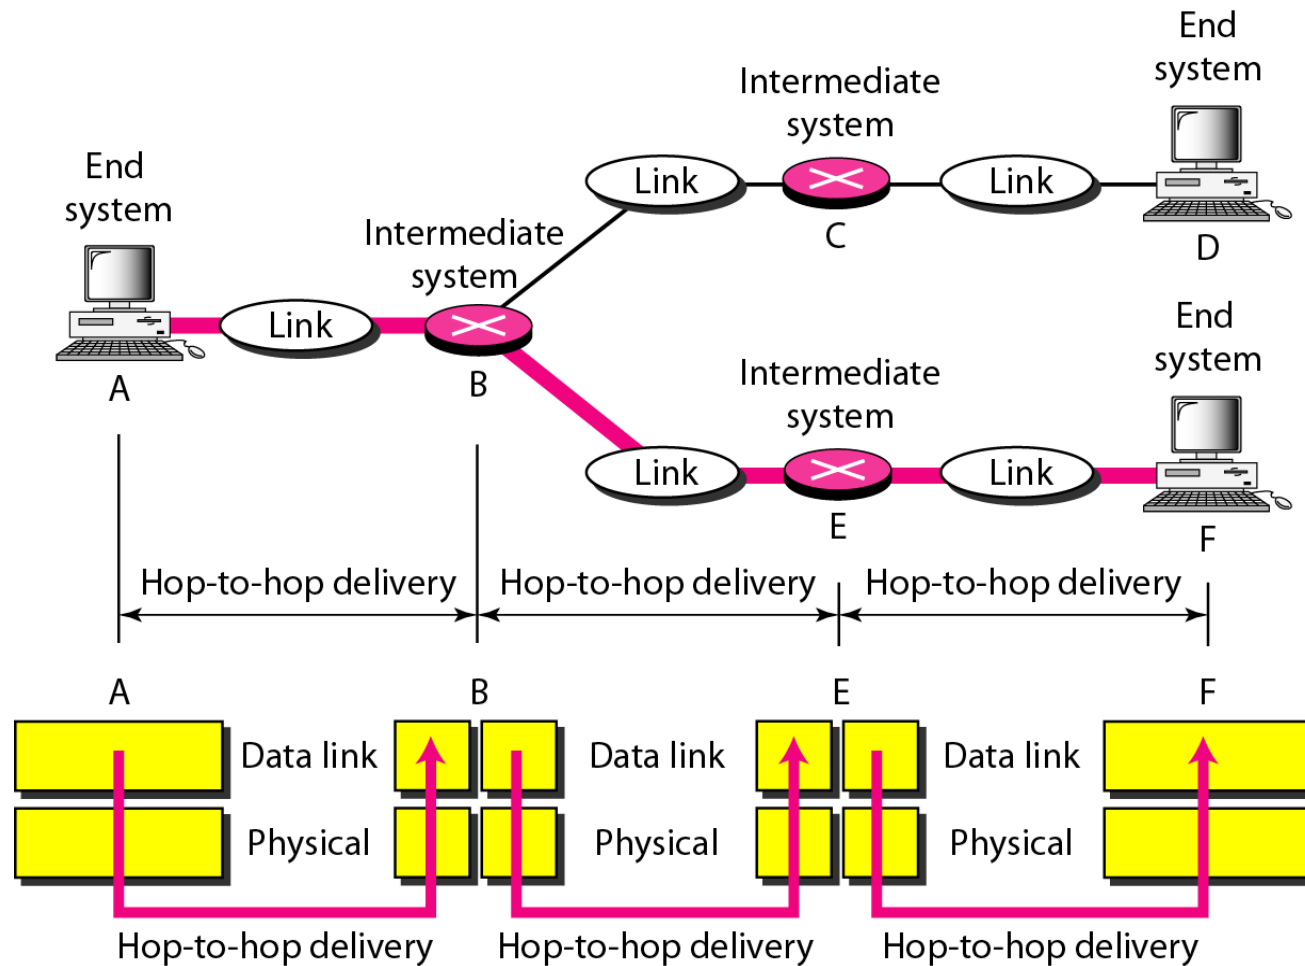 End
system
Intermediate
system
End
system
Link
Link
C
D
Intermediate
system
Link
A
B
End
system
Intermediate
system
Link
Link
E
F
Hop-to-hop delivery
Hop-to-hop delivery
Hop-to-hop delivery
A
B
E
F
Data link
Data link
Data link
Physical
Physical
Physical
Hop-to-hop delivery
Hop-to-hop delivery
Hop-to-hop delivery